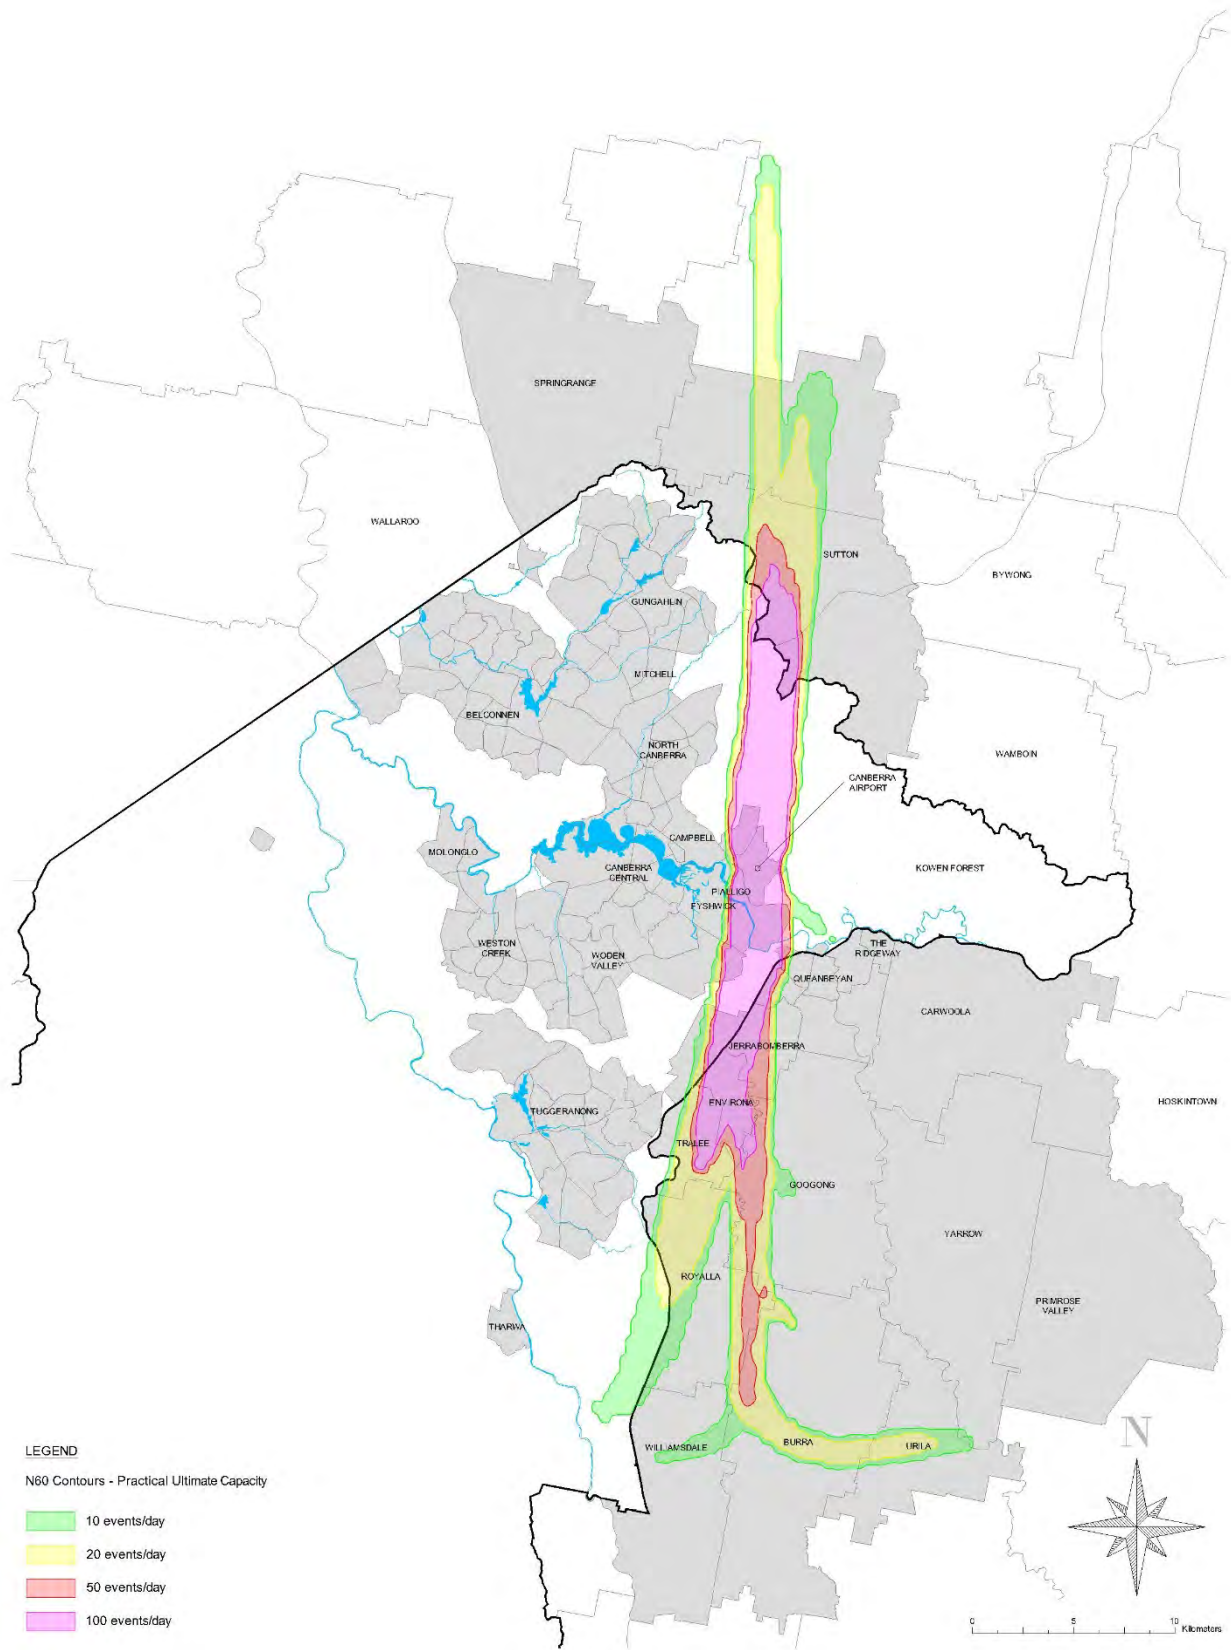 SPRINGRANGE
WALLAROO
SUTTON
BYWONG
GUNGAHLIN
MITCHELL
BELCONNEN
NORTH
CANBERRA
WAMBOIN
CANBERRA
AIRPORT
CAMPBELL
MOLONGLO
CANBERRA
CENTRAL
KOWEN FOREST
PIALLIGO
FYSHWICK
WESTON
CREEK
WODEN
VALLEY
THE
RIDGEWAY
QUEANBEYAN
CARWOOLA
JERRABOMBERRA
HOSKINTOWN
ENVIRONA
TUGGERANONG
TRALEE
GOOGONG
YARROW
ROYALLA
PRIMROSE
VALLEY
THARWA
WILLIAMSDALE
BURRA
URILA
N
LEGEND
N60 Contours - Practical Ultimate Capacity
10 events/day
20 events/day
50 events/day
100 events/day
0 5 10
Kilometers